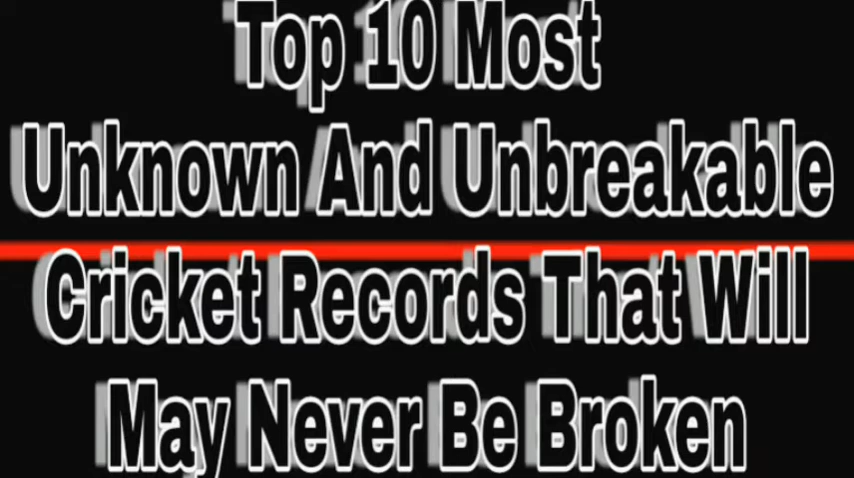 Top 10 Most
Unknown And Unbreakable
Cricket Records That Will
May Never Be Broken